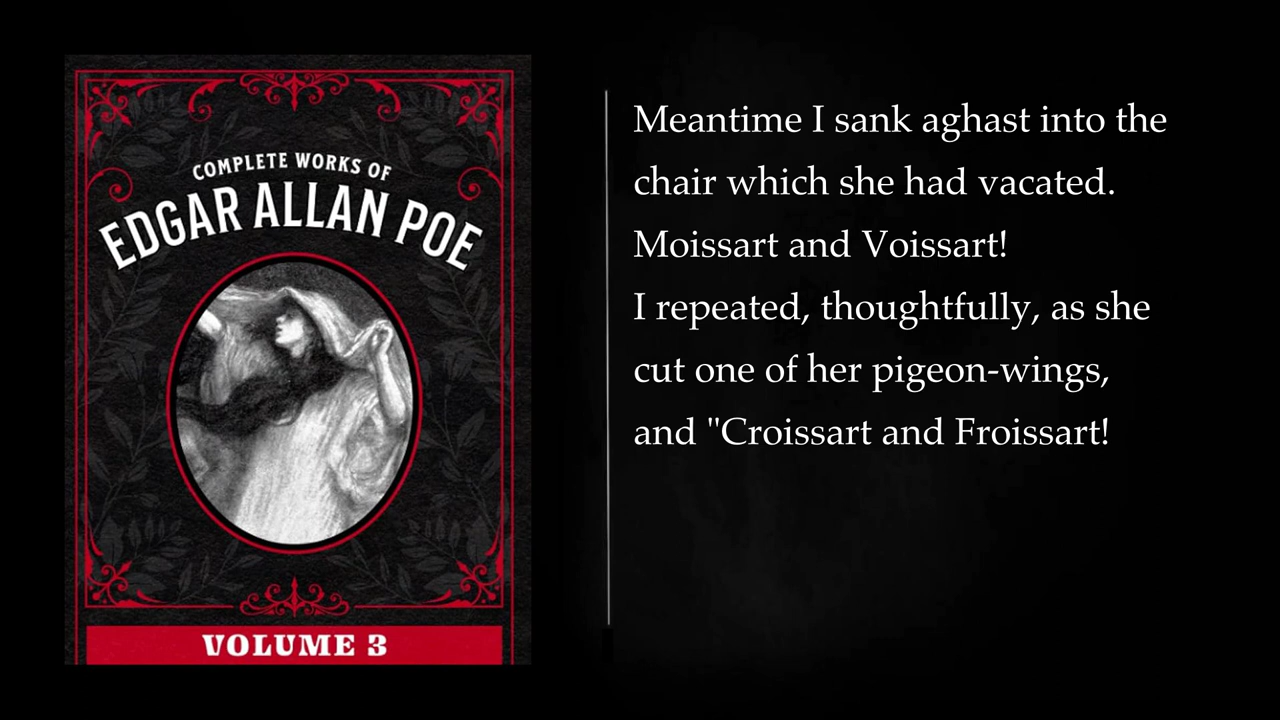 COMPLETE WORKS OF
EDGAR ALLAN POE
VOLUME 3
Meantime I sank aghast into the
chair which she had vacated.
Moissart and Voissart!
I repeated, thoughtfully, as she
cut one of her pigeon-wings,
and "Croissart and Froissart!